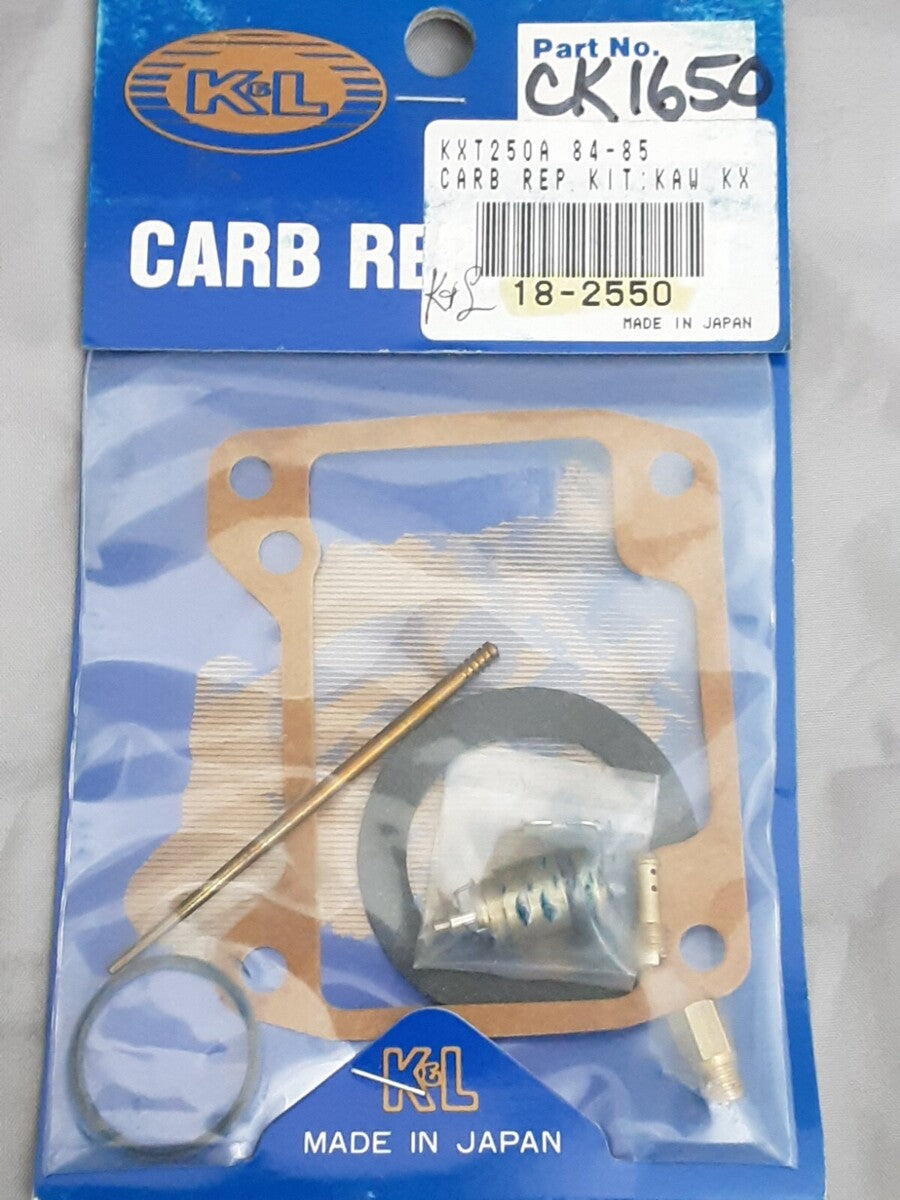 K&L
Part No.
CK1650
KXT250A 84-85
CARB REP. KIT:KAW KX
CARB RE
K&L 18-2550
MADE IN JAPAN
K&L
MADE IN JAPAN